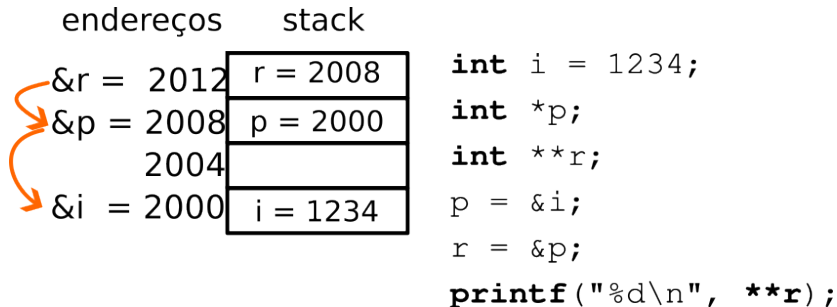 endereços stack
&r = 2012 r = 2008
&p = 2008 p = 2000
2004
&i = 2000 i = 1234
int i = 1234;
int *p;
int **r;
p = &i;
r = &p;
printf("%d\n", **r);